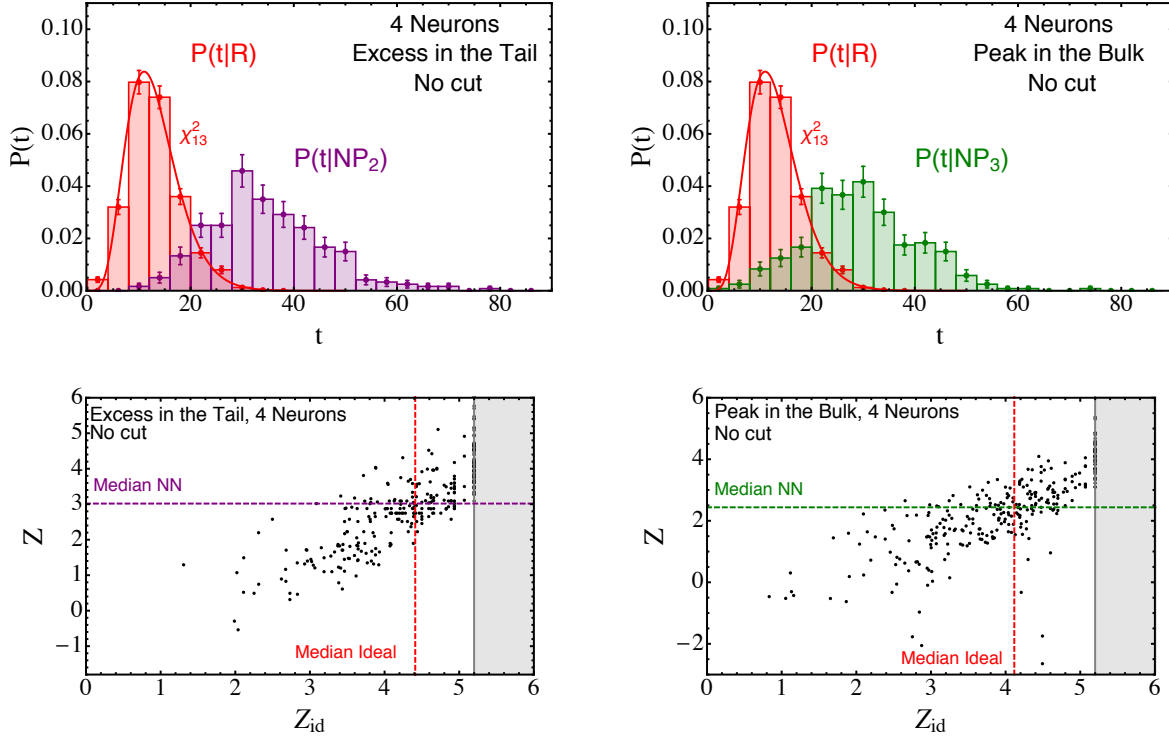 4 Neurons
Excess in the Tail
No cut
P(t|R)
χ²₁₃
P(t|NP₂)
P(t)
0.10
0.08
0.06
0.04
0.02
0.00
0 20 40 60 80
t
4 Neurons
Peak in the Bulk
No cut
P(t|R)
χ²₁₃
P(t|NP₃)
P(t)
0.10
0.08
0.06
0.04
0.02
0.00
0 20 40 60 80
t
Excess in the Tail, 4 Neurons
No cut
Median NN
Median Ideal
Z
6
5
4
3
2
1
0
−1
0 1 2 3 4 5 6
Z_id
Peak in the Bulk, 4 Neurons
No cut
Median NN
Median Ideal
Z
6
4
2
0
−2
0 1 2 3 4 5 6
Z_id